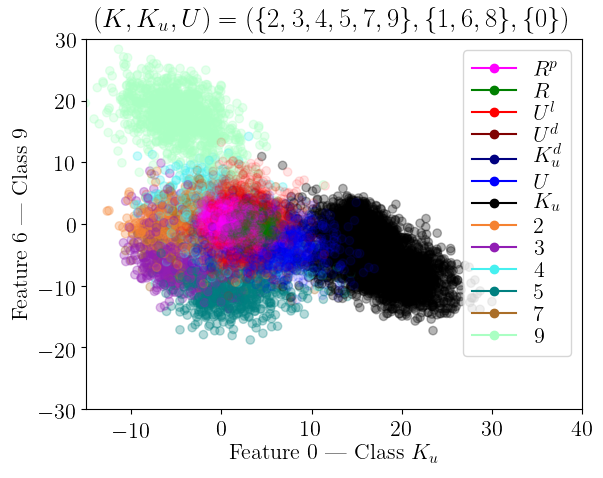 (K, K_u, U) = ({2, 3, 4, 5, 7, 9}, {1, 6, 8}, {0})
30
20
10
0
−10
−20
−30
Feature 6 — Class 9
R^p
R
U^l
U^d
K_u^d
U
K_u
2
3
4
5
7
9
−10
0
10
20
30
40
Feature 0 — Class K_u